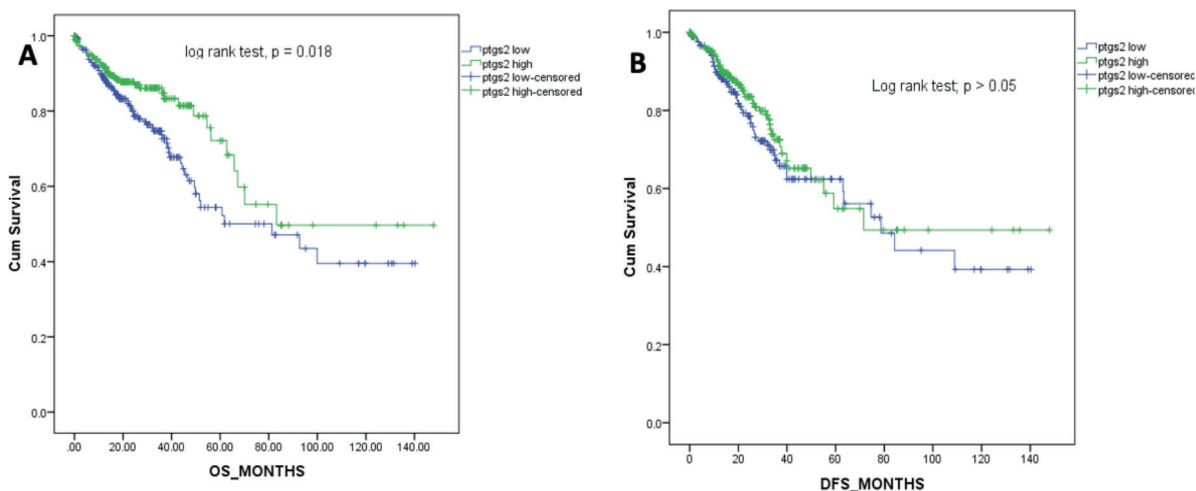 A
log rank test, p = 0.018
ptgs2 low
ptgs2 high
ptgs2 low-censored
ptgs2 high-censored
Cum Survival
1.0
0.8
0.6
0.4
0.2
0.0
.00
20.00
40.00
60.00
80.00
100.00
120.00
140.00
OS_MONTHS
B
Log rank test; p > 0.05
ptgs2 low
ptgs2 high
ptgs2 low-censored
ptgs2 high-censored
Cum Survival
1.0
0.8
0.6
0.4
0.2
0.0
0
20
40
60
80
100
120
140
DFS_MONTHS